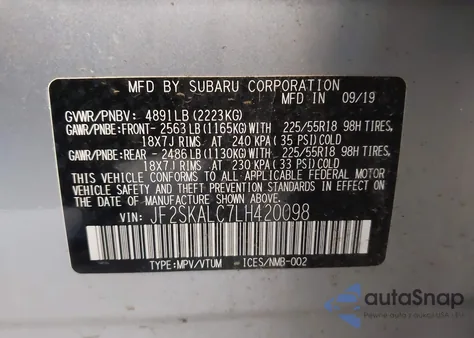 MFD BY SUBARU CORPORATION
MFD IN 09/19
GVWR/PNBV: 4891LB(2223KG)
GAWR/PNBE:FRONT-2563LB(1165KG)WITH 225/55R18 98H TIRES,
18X7J RIMS AT 240 KPA(35 PSI)COLD
GAWR/PNBE:REAR -2486LB(1130KG)WITH 225/55R18 98H TIRES,
18X7J RIMS AT 230 KPA(33 PSI)COLD
THIS VEHICLE CONFORMS TO ALL APPLICABLE FEDERAL MOTOR
VEHICLE SAFETY AND THEFT PREVENTION STANDARDS IN EFFECT ON
THE DATE OF MANUFACTURE SHOWN ABOVE.
VIN: JF2SKALC7LH420098
TYPE:MPV/VTUM ICES/NMB-002
autoSnap